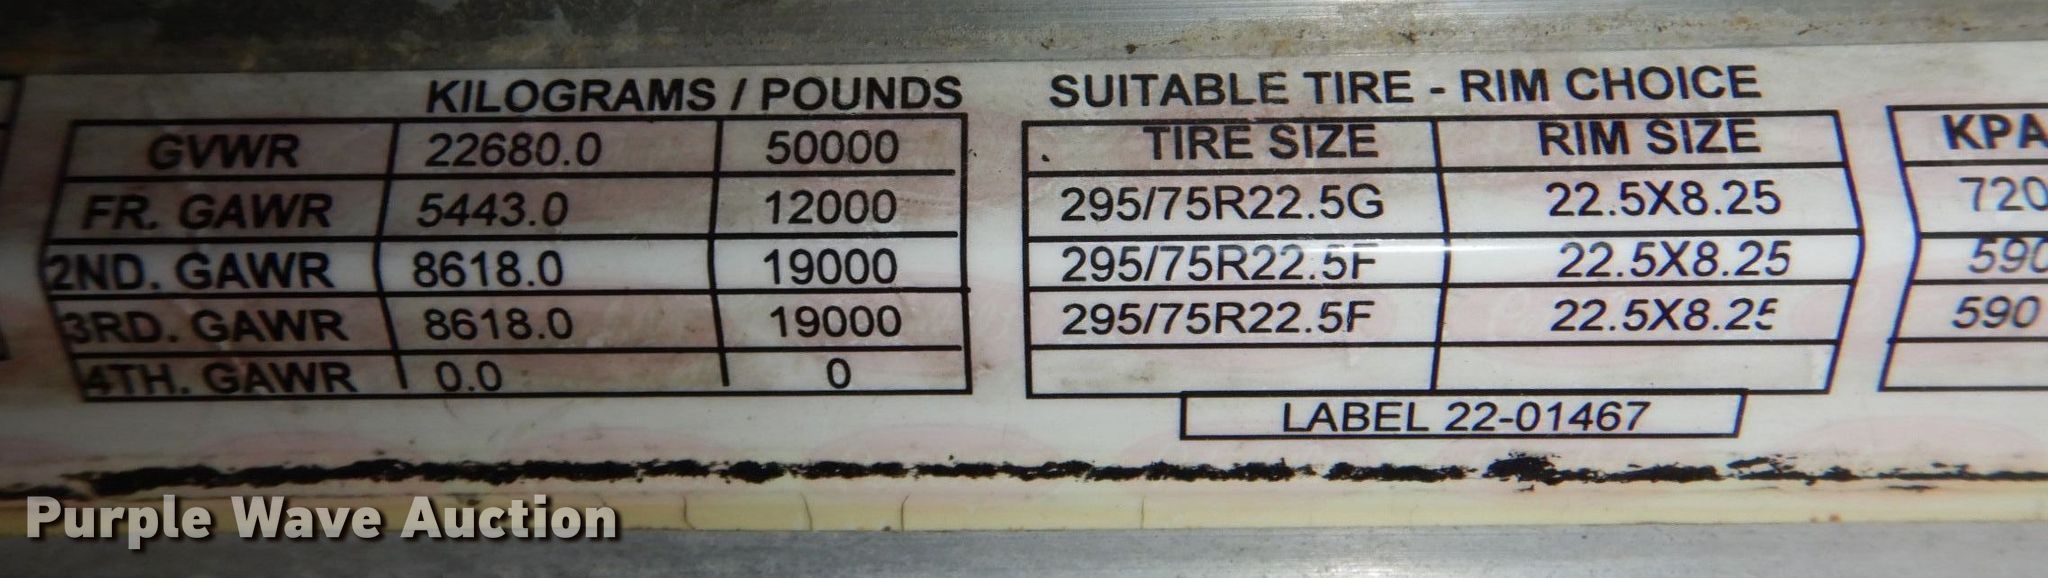 KILOGRAMS / POUNDS
GVWR 22680.0 50000
FR. GAWR 5443.0 12000
2ND. GAWR 8618.0 19000
3RD. GAWR 8618.0 19000
4TH. GAWR 0.0 0
SUITABLE TIRE - RIM CHOICE
TIRE SIZE RIM SIZE
295/75R22.5G 22.5X8.25
295/75R22.5F 22.5X8.25
295/75R22.5F 22.5X8.25
LABEL 22-01467
KPA
720
590
590
Purple Wave Auction